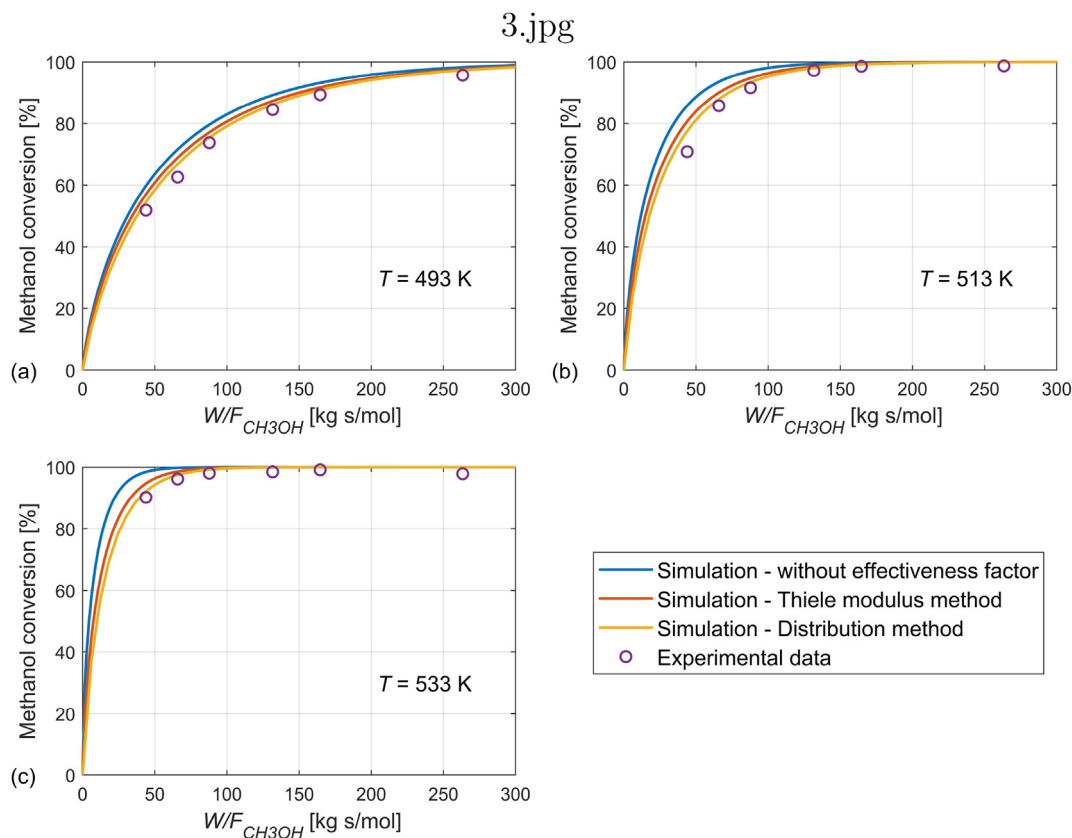 3.jpg
Methanol conversion [%]
100
80
60
40
20
0
T = 493 K
(a)
0 50 100 150 200 250 300
W/F_CH3OH [kg s/mol]
Methanol conversion [%]
100
80
60
40
20
0
T = 513 K
(b)
0 50 100 150 200 250 300
W/F_CH3OH [kg s/mol]
Methanol conversion [%]
100
80
60
40
20
0
T = 533 K
(c)
0 50 100 150 200 250 300
W/F_CH3OH [kg s/mol]
Simulation - without effectiveness factor
Simulation - Thiele modulus method
Simulation - Distribution method
Experimental data